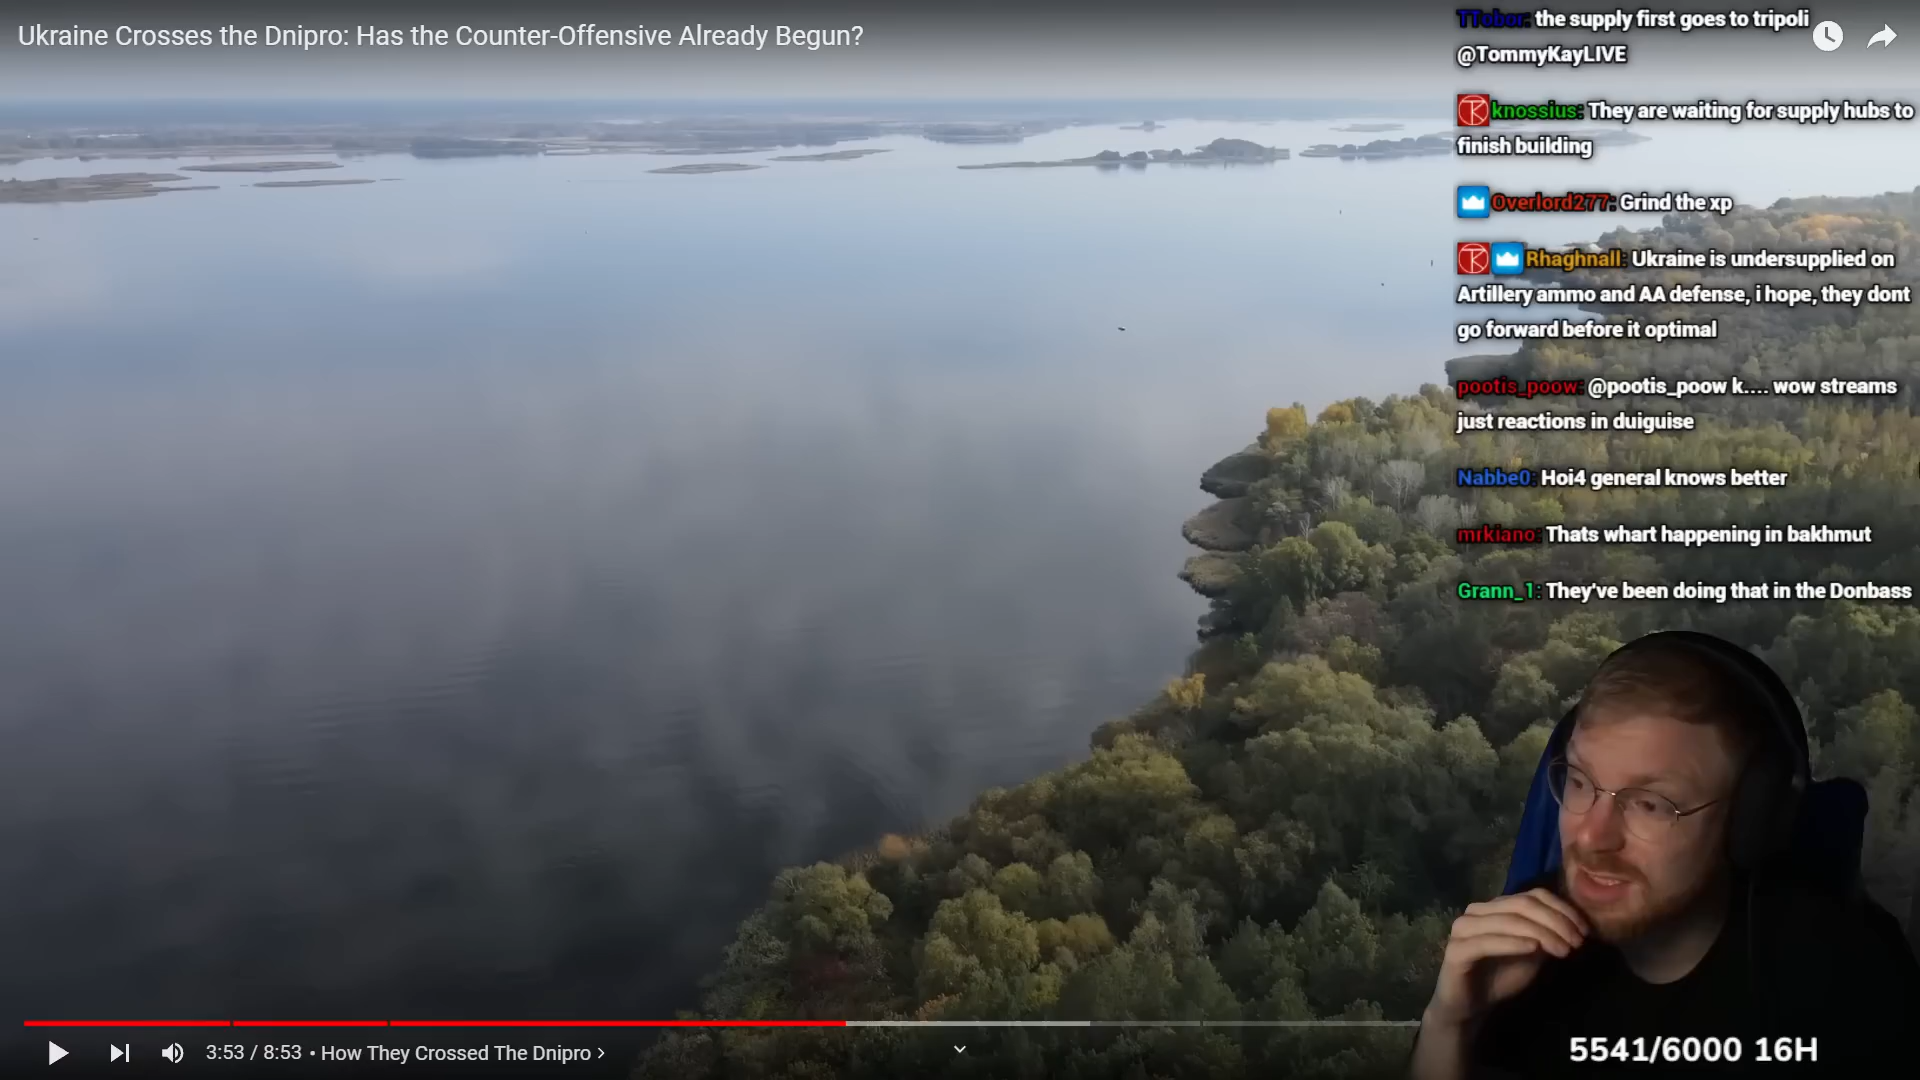 Ukraine Crosses the Dnipro: Has the Counter-Offensive Already Begun?
TTobor: the supply first goes to tripoli
@TommyKayLIVE
knossius: They are waiting for supply hubs to
finish building
Overlord277: Grind the xp
Rhaghnall: Ukraine is undersupplied on
Artillery ammo and AA defense, i hope, they dont
go forward before it optimal
pootis_poow: @pootis_poow k.... wow streams
just reactions in duiguise
Nabbe0: Hoi4 general knows better
mrkiano: Thats whart happening in bakhmut
Grann_1: They've been doing that in the Donbass
3:53 / 8:53 • How They Crossed The Dnipro >
5541/6000 16H